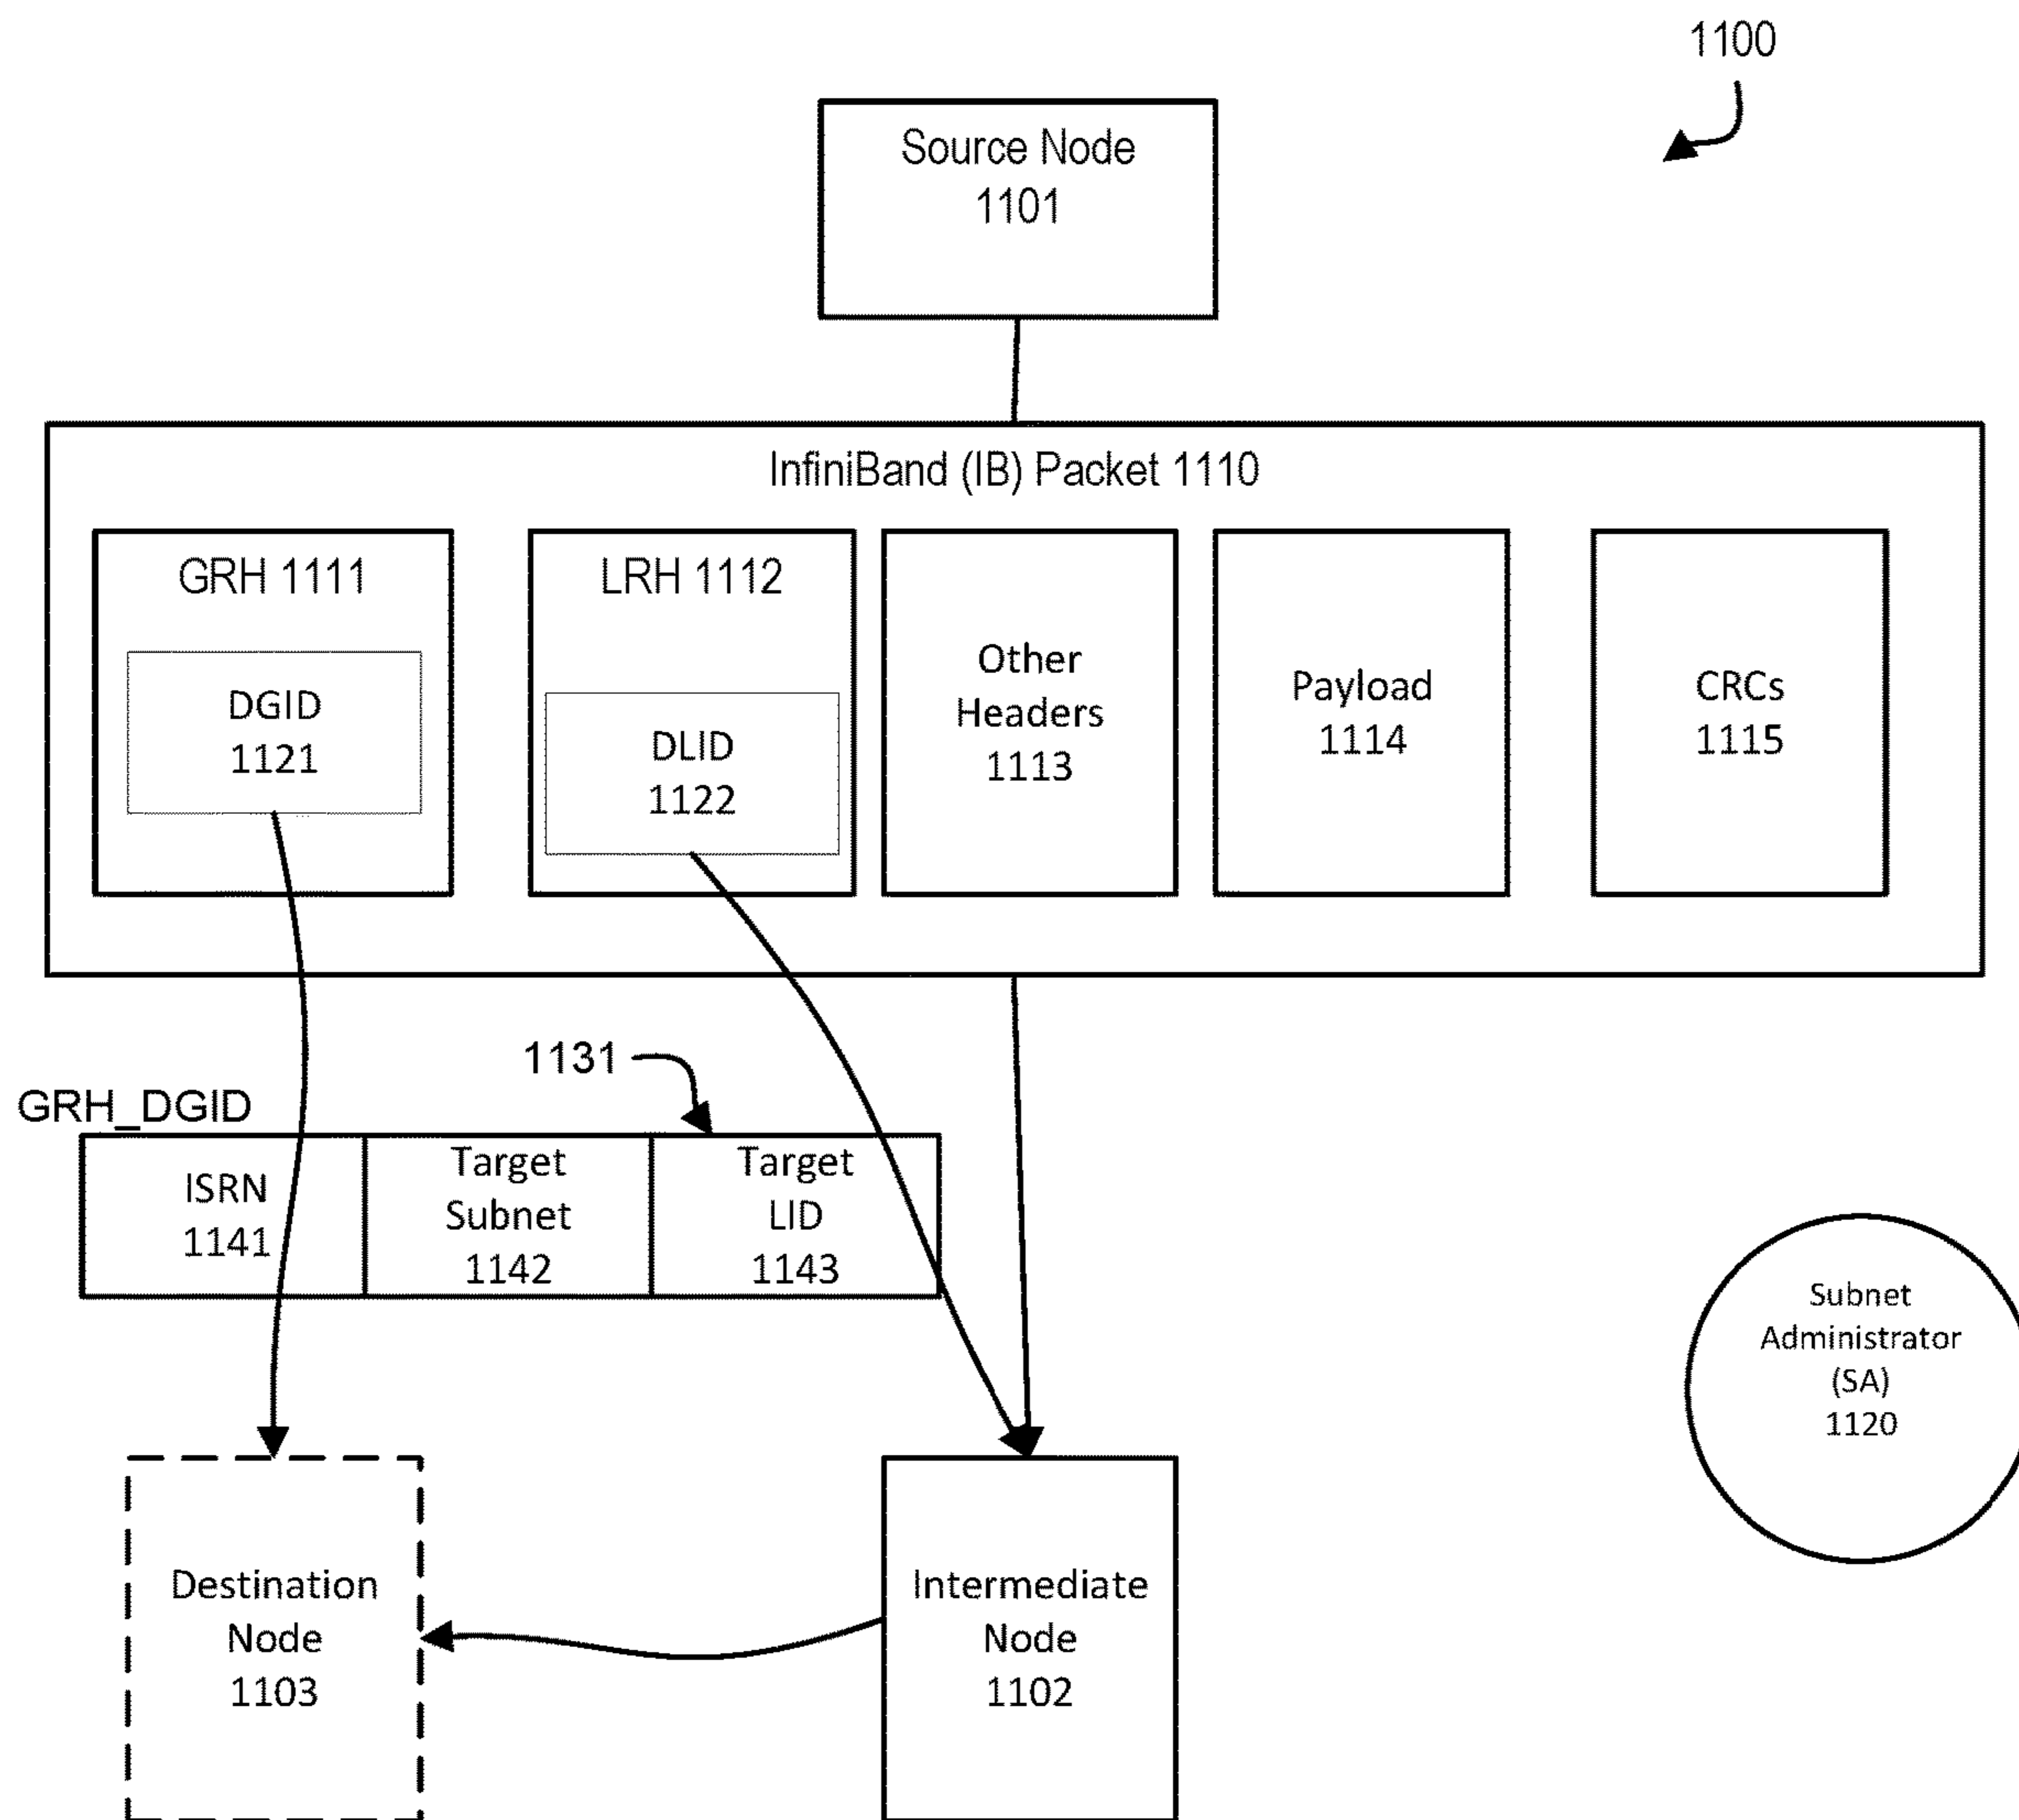 1100
Source Node
1101
InfiniBand (IB) Packet 1110
GRH 1111
DGID
1121
LRH 1112
DLID
1122
Other
Headers
1113
Payload
1114
CRCs
1115
1131
GRH_DGID
ISRN
1141
Target
Subnet
1142
Target
LID
1143
Subnet
Administrator
(SA)
1120
Destination
Node
1103
Intermediate
Node
1102